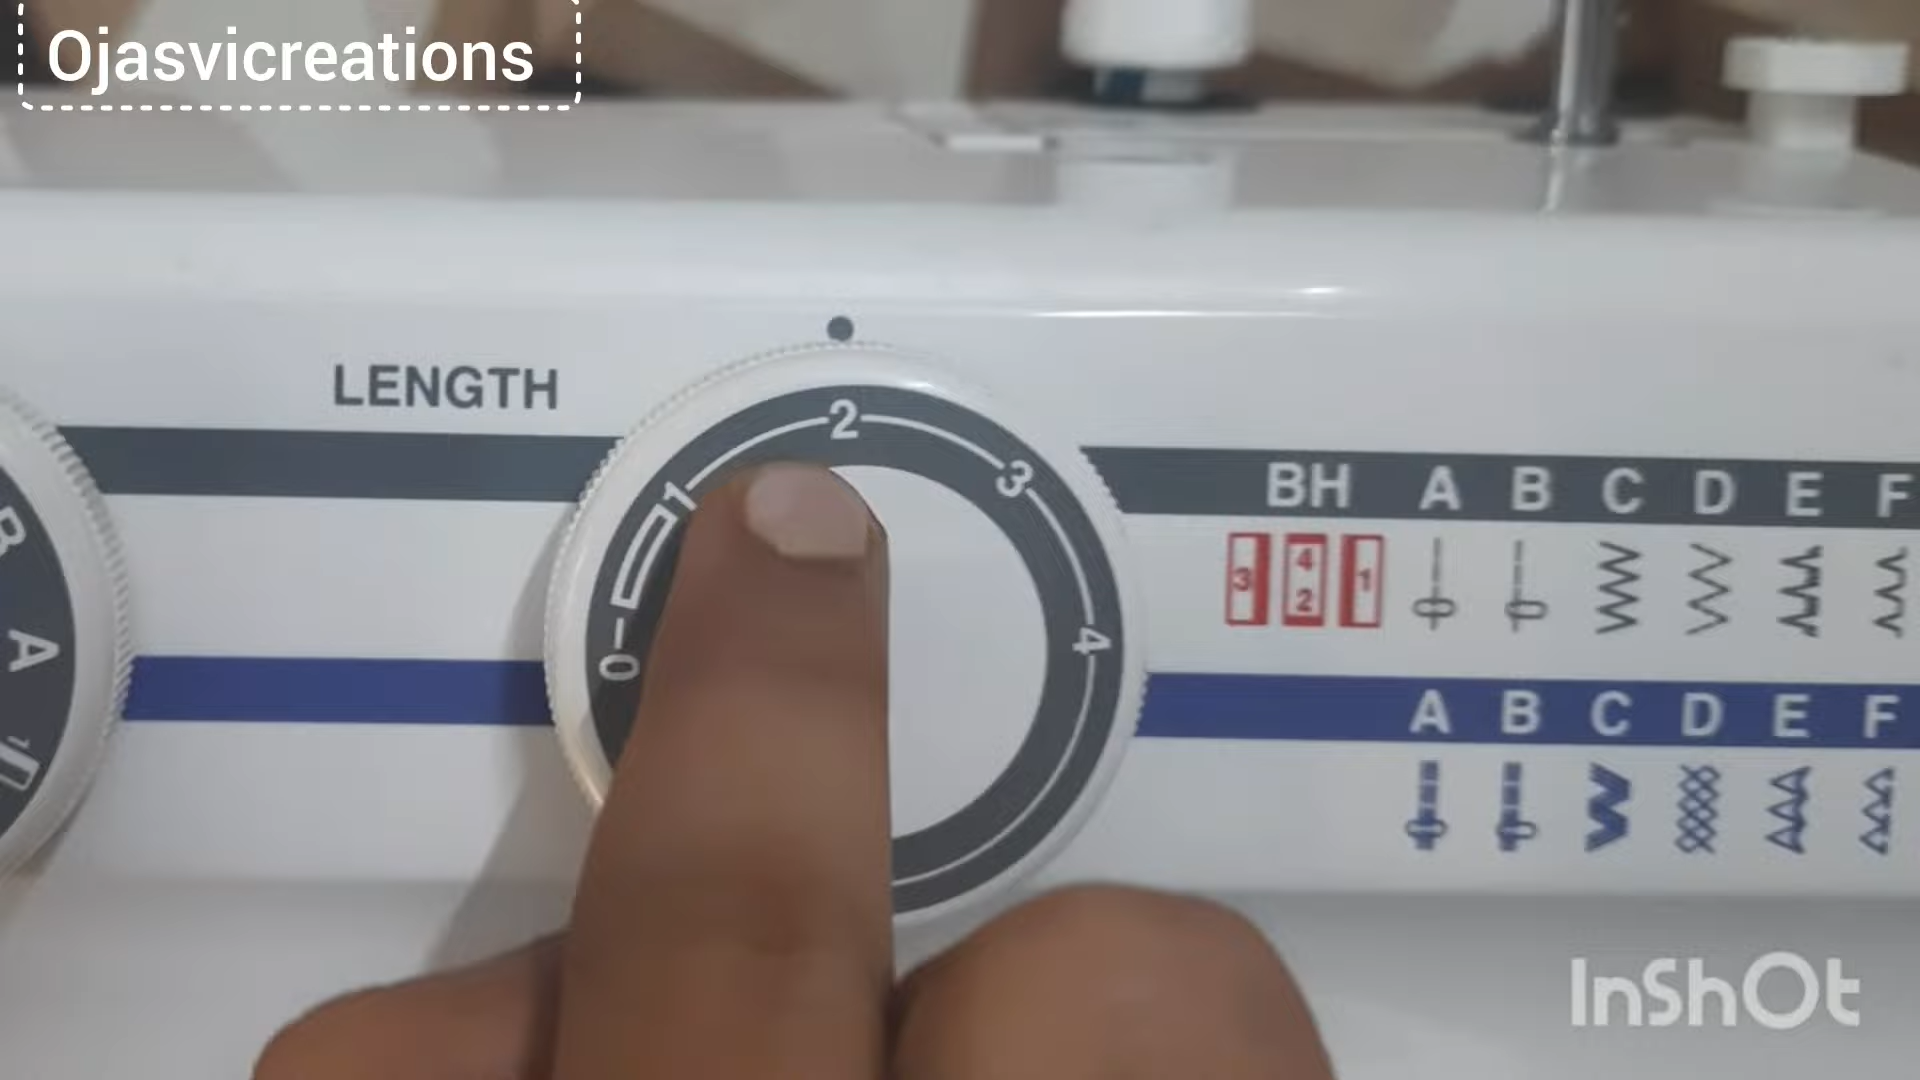 Ojasvicreations
LENGTH
0 1 2 3 4
B
A
BH A B C D E F
3 4 2 1
A B C D E F
InShOt